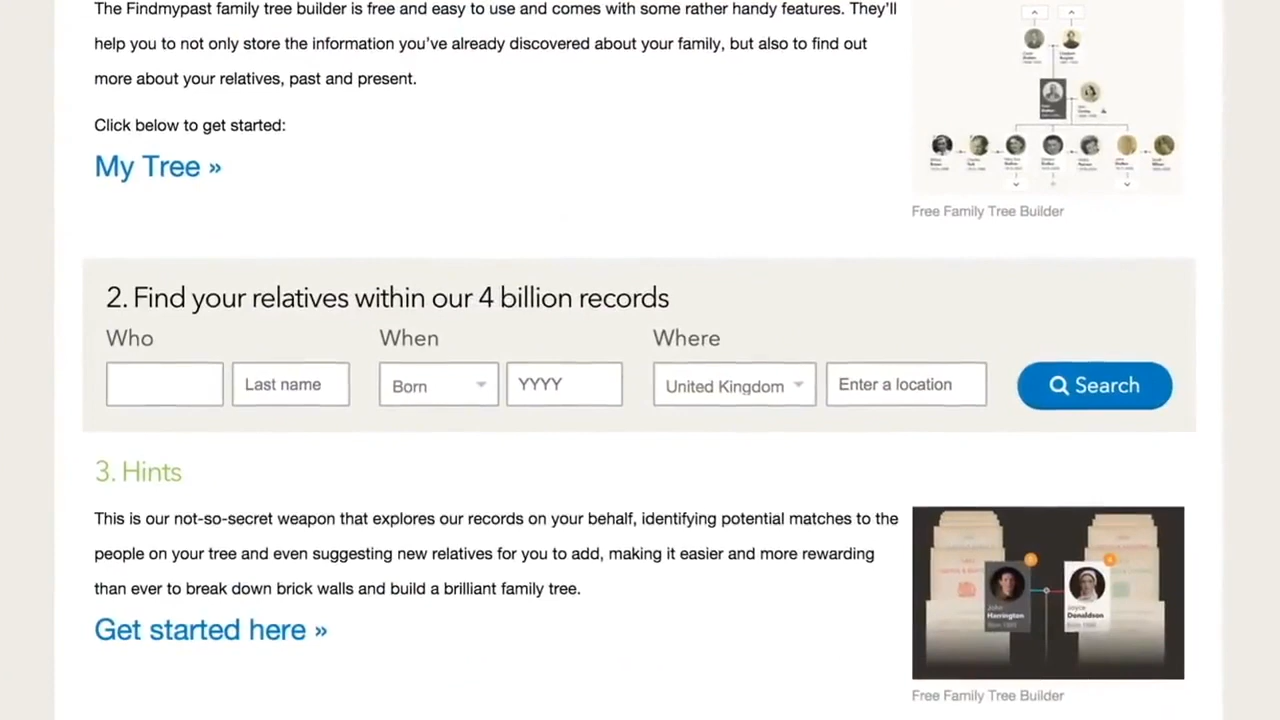 The Findmypast family tree builder is free and easy to use and comes with some rather handy features. They'll
help you to not only store the information you've already discovered about your family, but also to find out
more about your relatives, past and present.
Click below to get started:
My Tree »
Free Family Tree Builder
2. Find your relatives within our 4 billion records
Who
When
Where
Last name
Born
YYYY
United Kingdom
Enter a location
Search
3. Hints
This is our not-so-secret weapon that explores our records on your behalf, identifying potential matches to the
people on your tree and even suggesting new relatives for you to add, making it easier and more rewarding
than ever to break down brick walls and build a brilliant family tree.
Get started here »
John
Harrington
Joyce
Donaldson
Free Family Tree Builder